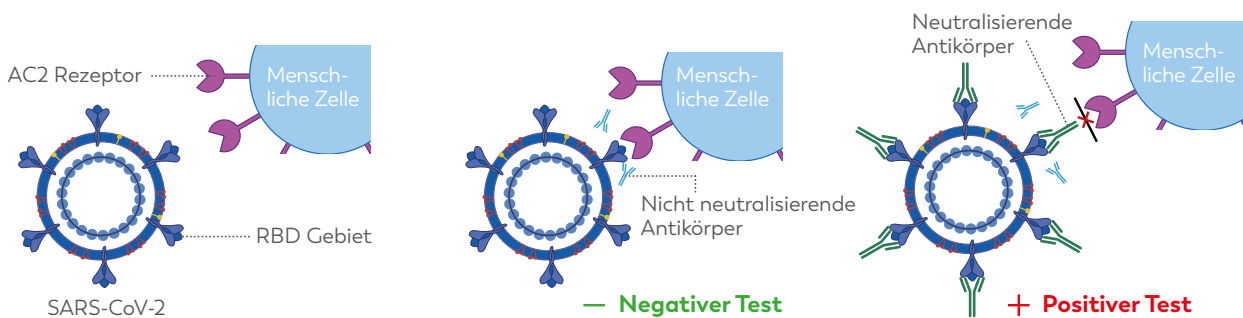 AC2 Rezeptor
Mensch-
liche Zelle
RBD Gebiet
SARS-CoV-2
Mensch-
liche Zelle
Nicht neutralisierende
Antikörper
– Negativer Test
Neutralisierende
Antikörper
Mensch-
liche Zelle
+ Positiver Test